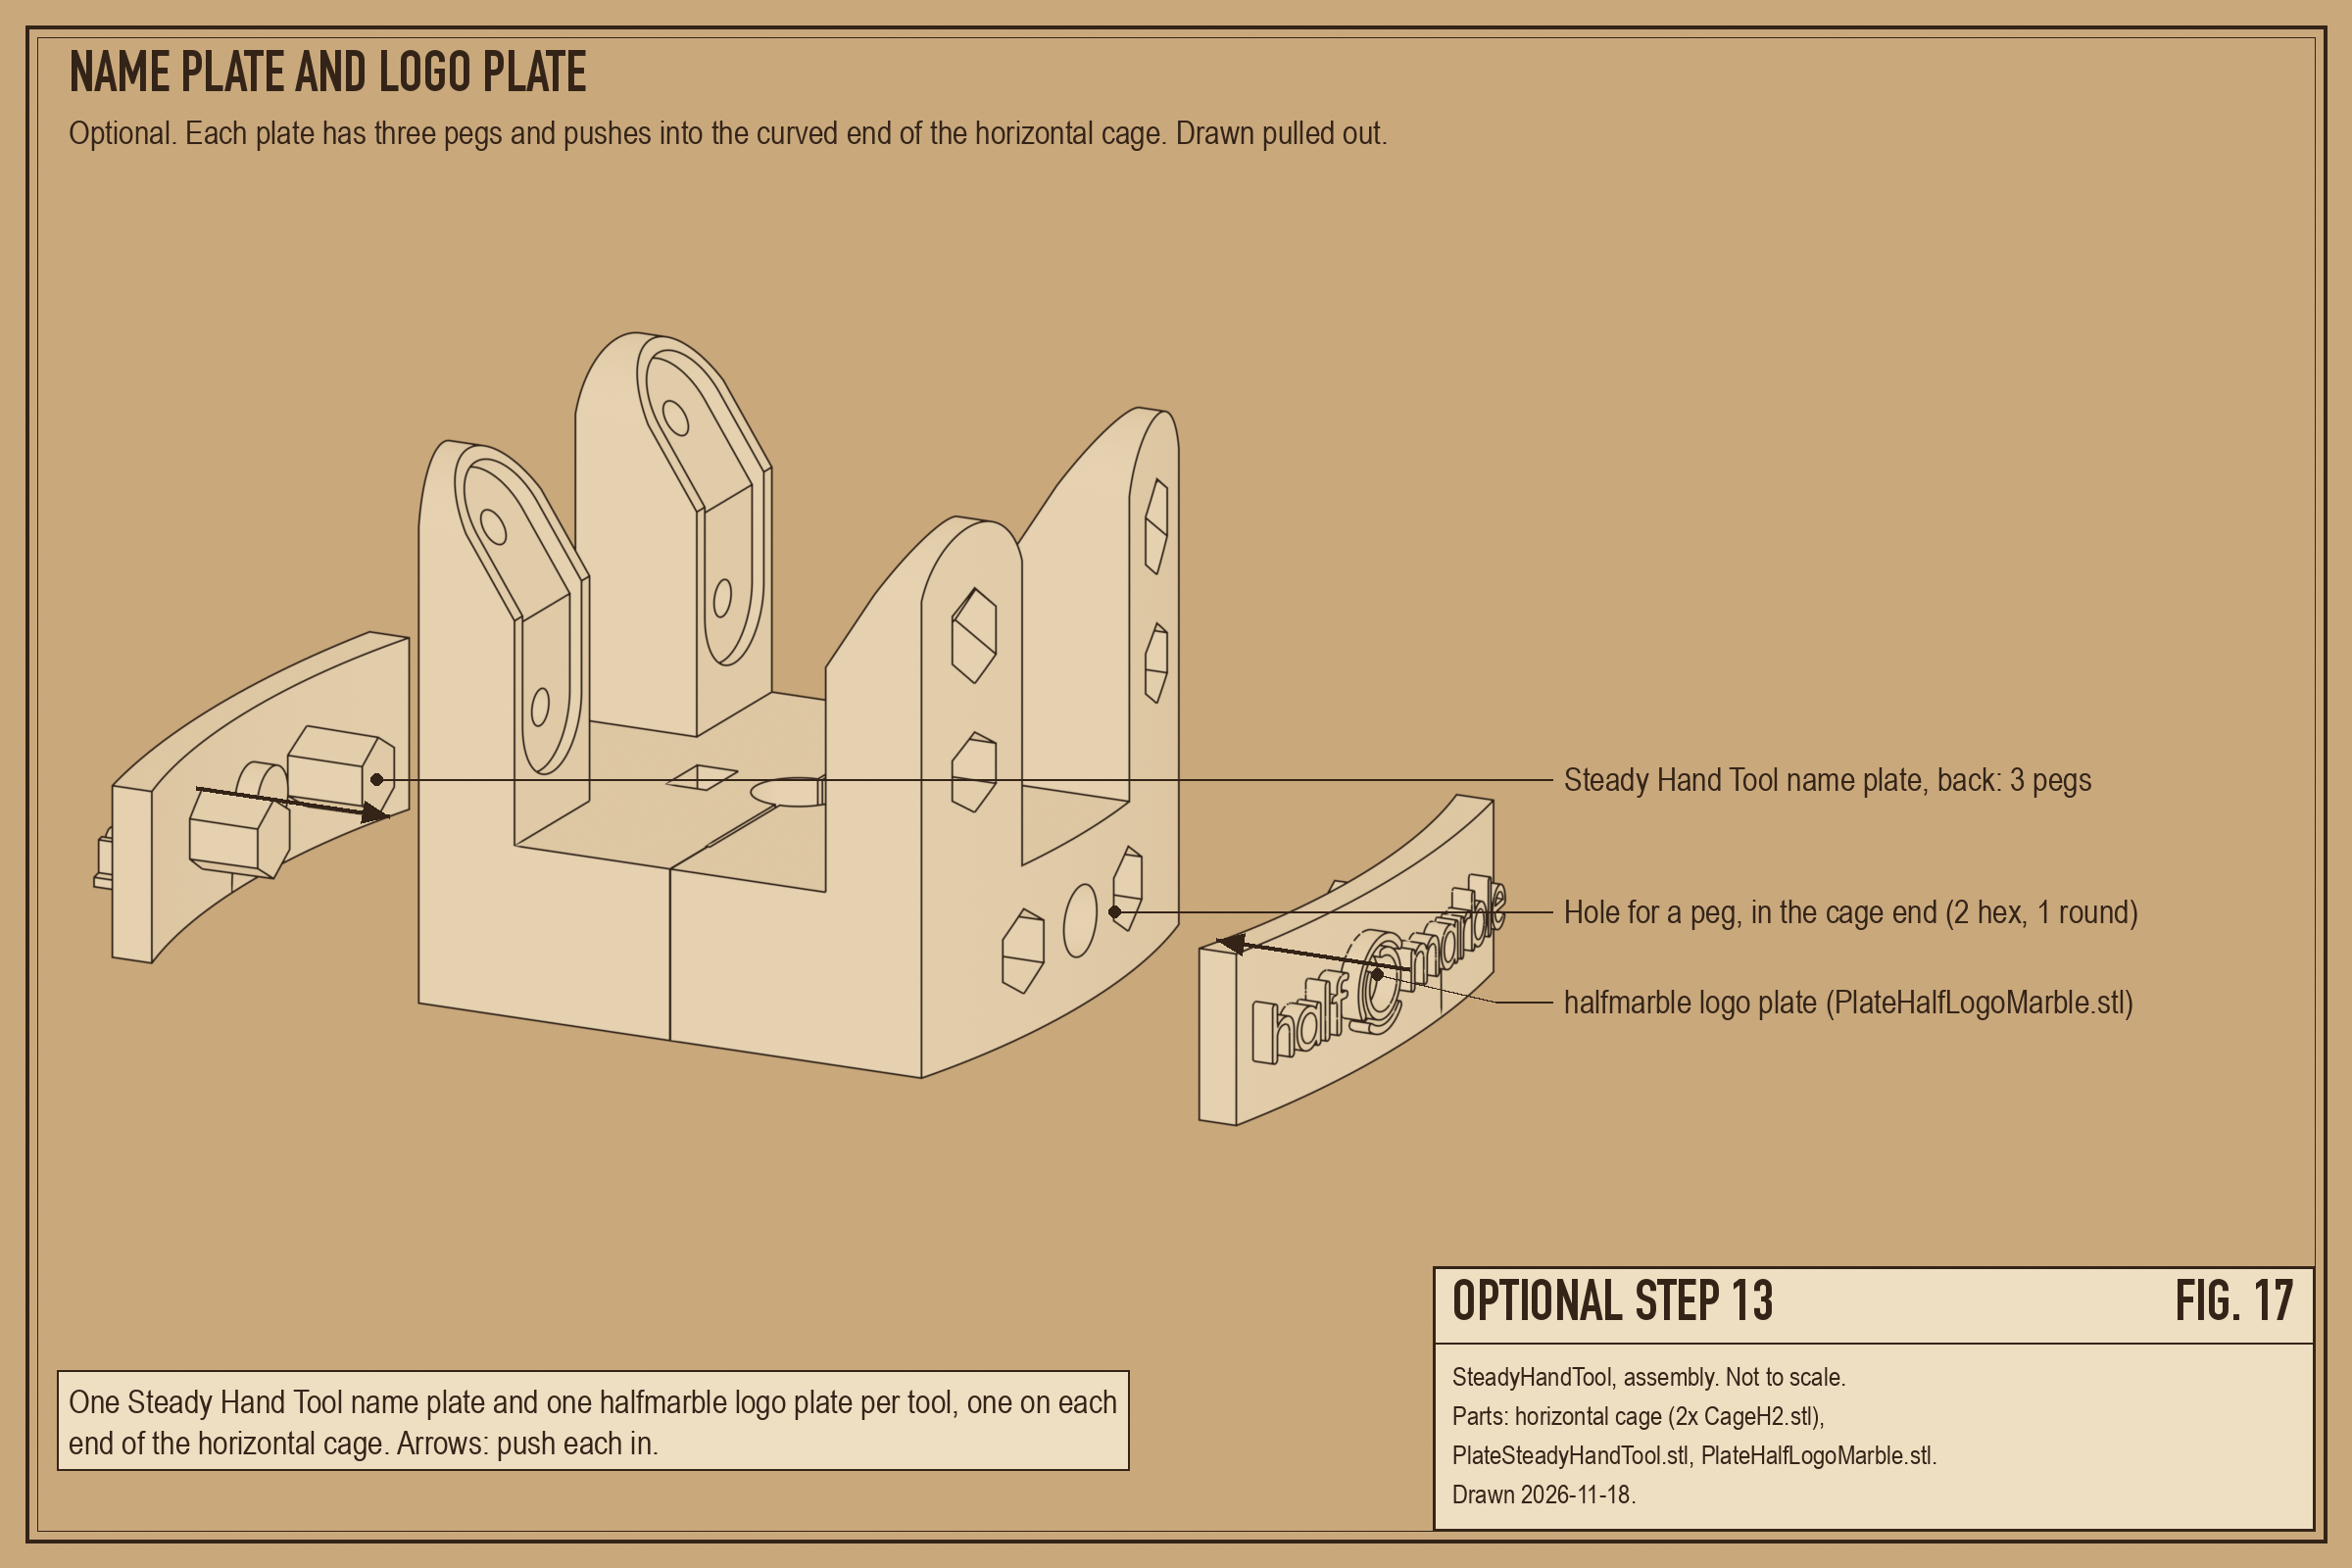 NAME PLATE AND LOGO PLATE
Optional. Each plate has three pegs and pushes into the curved end of the horizontal cage. Drawn pulled out.
Steady Hand Tool name plate, back: 3 pegs
Hole for a peg, in the cage end (2 hex, 1 round)
halfmarble logo plate (PlateHalfLogoMarble.stl)
half marble
OPTIONAL STEP 13
FIG. 17
SteadyHandTool, assembly. Not to scale.
Parts: horizontal cage (2x CageH2.stl),
PlateSteadyHandTool.stl, PlateHalfLogoMarble.stl.
Drawn 2026-11-18.
One Steady Hand Tool name plate and one halfmarble logo plate per tool, one on each
end of the horizontal cage. Arrows: push each in.